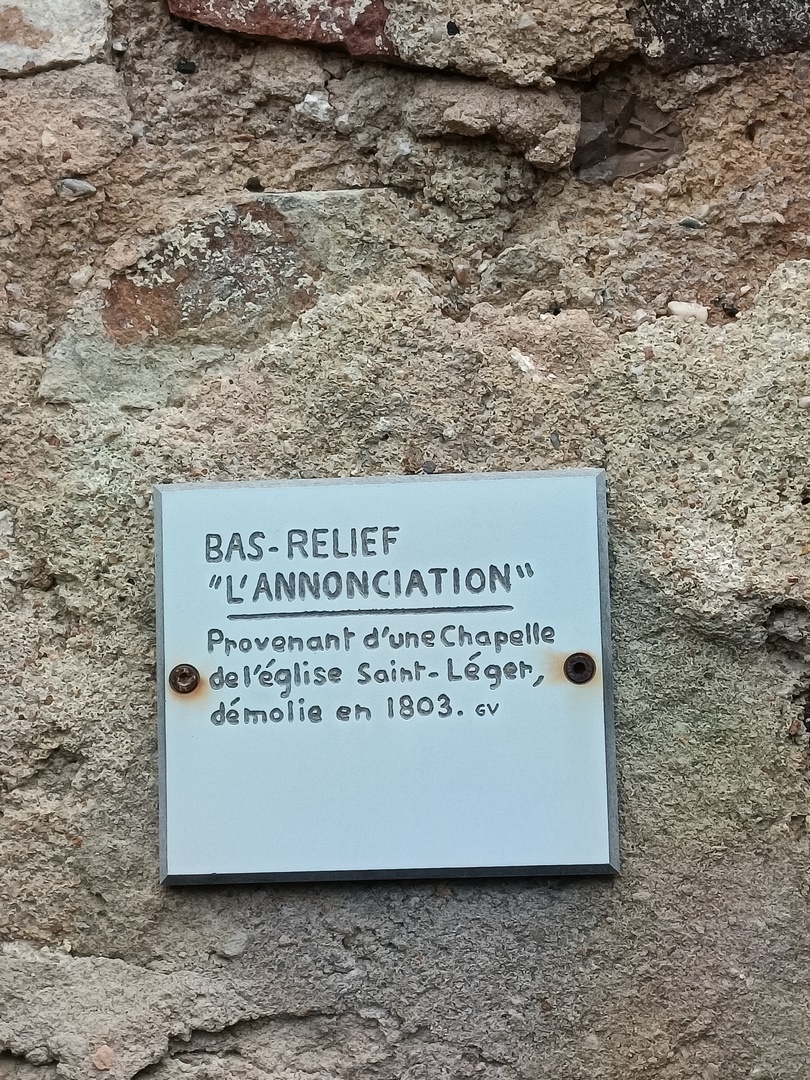 BAS-RELIEF
"L'ANNONCIATION"
Provenant d'une Chapelle
de l'église Saint-Léger,
démolie en 1803. GV